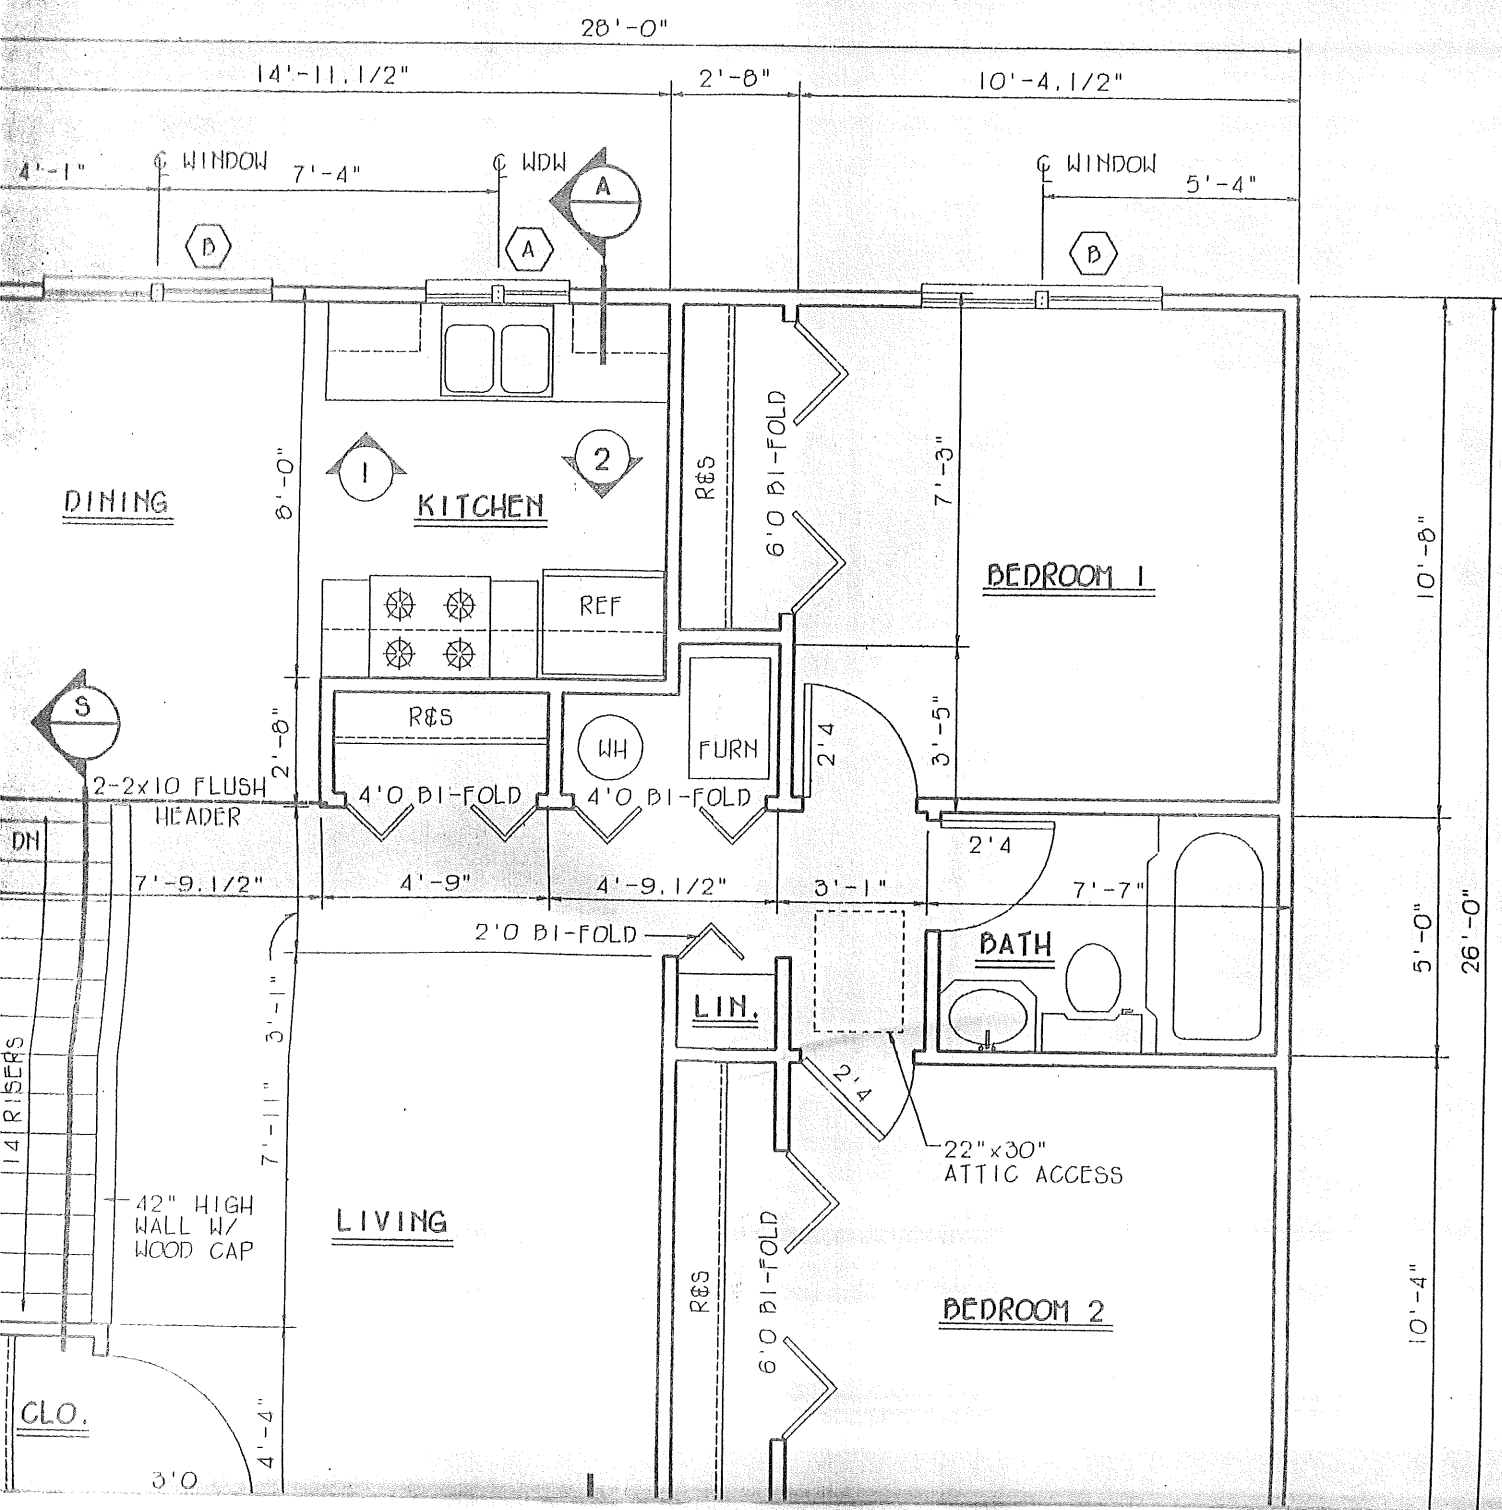 28'-0"
14'-11.1/2"
2'-8"
10'-4.1/2"
4'-1"
℄ WINDOW
7'-4"
℄ WDW
A
℄ WINDOW
5'-4"
B
A
B
DINING
8'-0"
1
2
KITCHEN
R&S
6'0 BI-FOLD
7'-3"
BEDROOM 1
10'-8"
REF
S
2'-8"
R&S
WH
FURN
2'4
3'-5"
2-2x10 FLUSH
HEADER
4'0 BI-FOLD
4'0 BI-FOLD
DN
2'4
7'-9.1/2"
4'-9"
4'-9.1/2"
3'-1"
7'-7"
2'0 BI-FOLD
BATH
5'-0"
26'-0"
3'-1"
LIN.
14 RISERS
2'4
7'-11"
22"x30"
ATTIC ACCESS
42" HIGH
WALL W/
WOOD CAP
LIVING
R&S
6'0 BI-FOLD
BEDROOM 2
10'-4"
CLO.
4'-4"
3'0